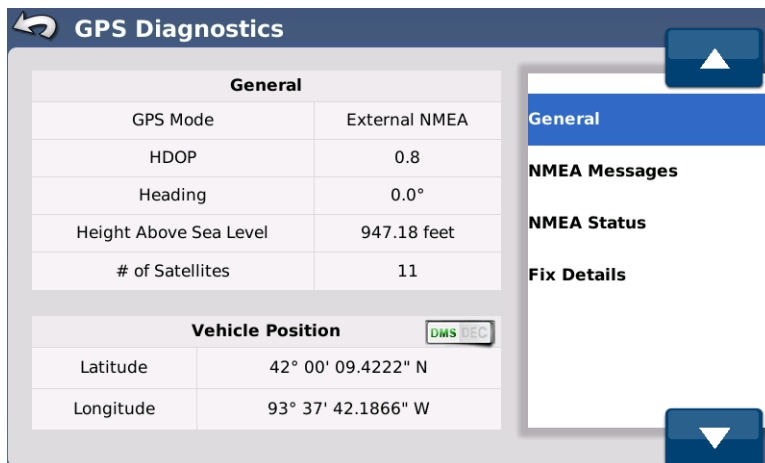 GPS Diagnostics
General
GPS Mode External NMEA
HDOP 0.8
Heading 0.0°
Height Above Sea Level 947.18 feet
# of Satellites 11
Vehicle Position DMS DEC
Latitude 42° 00' 09.4222" N
Longitude 93° 37' 42.1866" W
General
NMEA Messages
NMEA Status
Fix Details